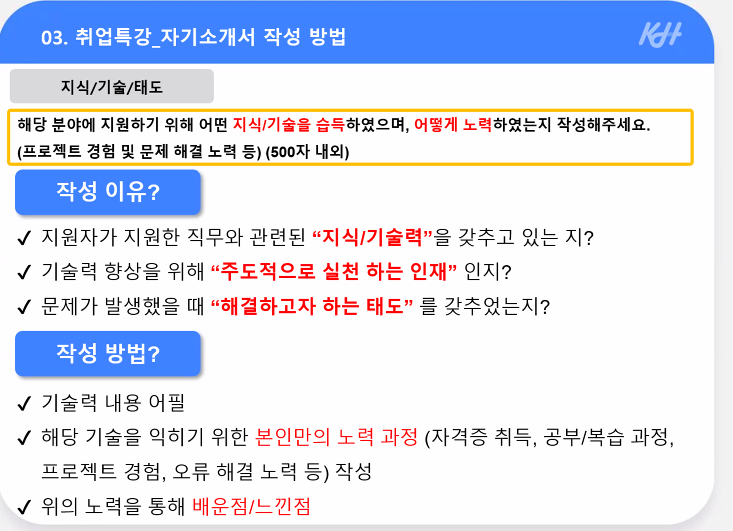 03. 취업특강_자기소개서 작성 방법
KH
지식/기술/태도
해당 분야에 지원하기 위해 어떤 지식/기술을 습득하였으며, 어떻게 노력하였는지 작성해주세요.
(프로젝트 경험 및 문제 해결 노력 등) (500자 내외)
작성 이유?
✓ 지원자가 지원한 직무와 관련된 “지식/기술력”을 갖추고 있는 지?
✓ 기술력 향상을 위해 “주도적으로 실천 하는 인재” 인지?
✓ 문제가 발생했을 때 “해결하고자 하는 태도” 를 갖추었는지?
작성 방법?
✓ 기술력 내용 어필
✓ 해당 기술을 익히기 위한 본인만의 노력 과정 (자격증 취득, 공부/복습 과정,
프로젝트 경험, 오류 해결 노력 등) 작성
✓ 위의 노력을 통해 배운점/느낀점